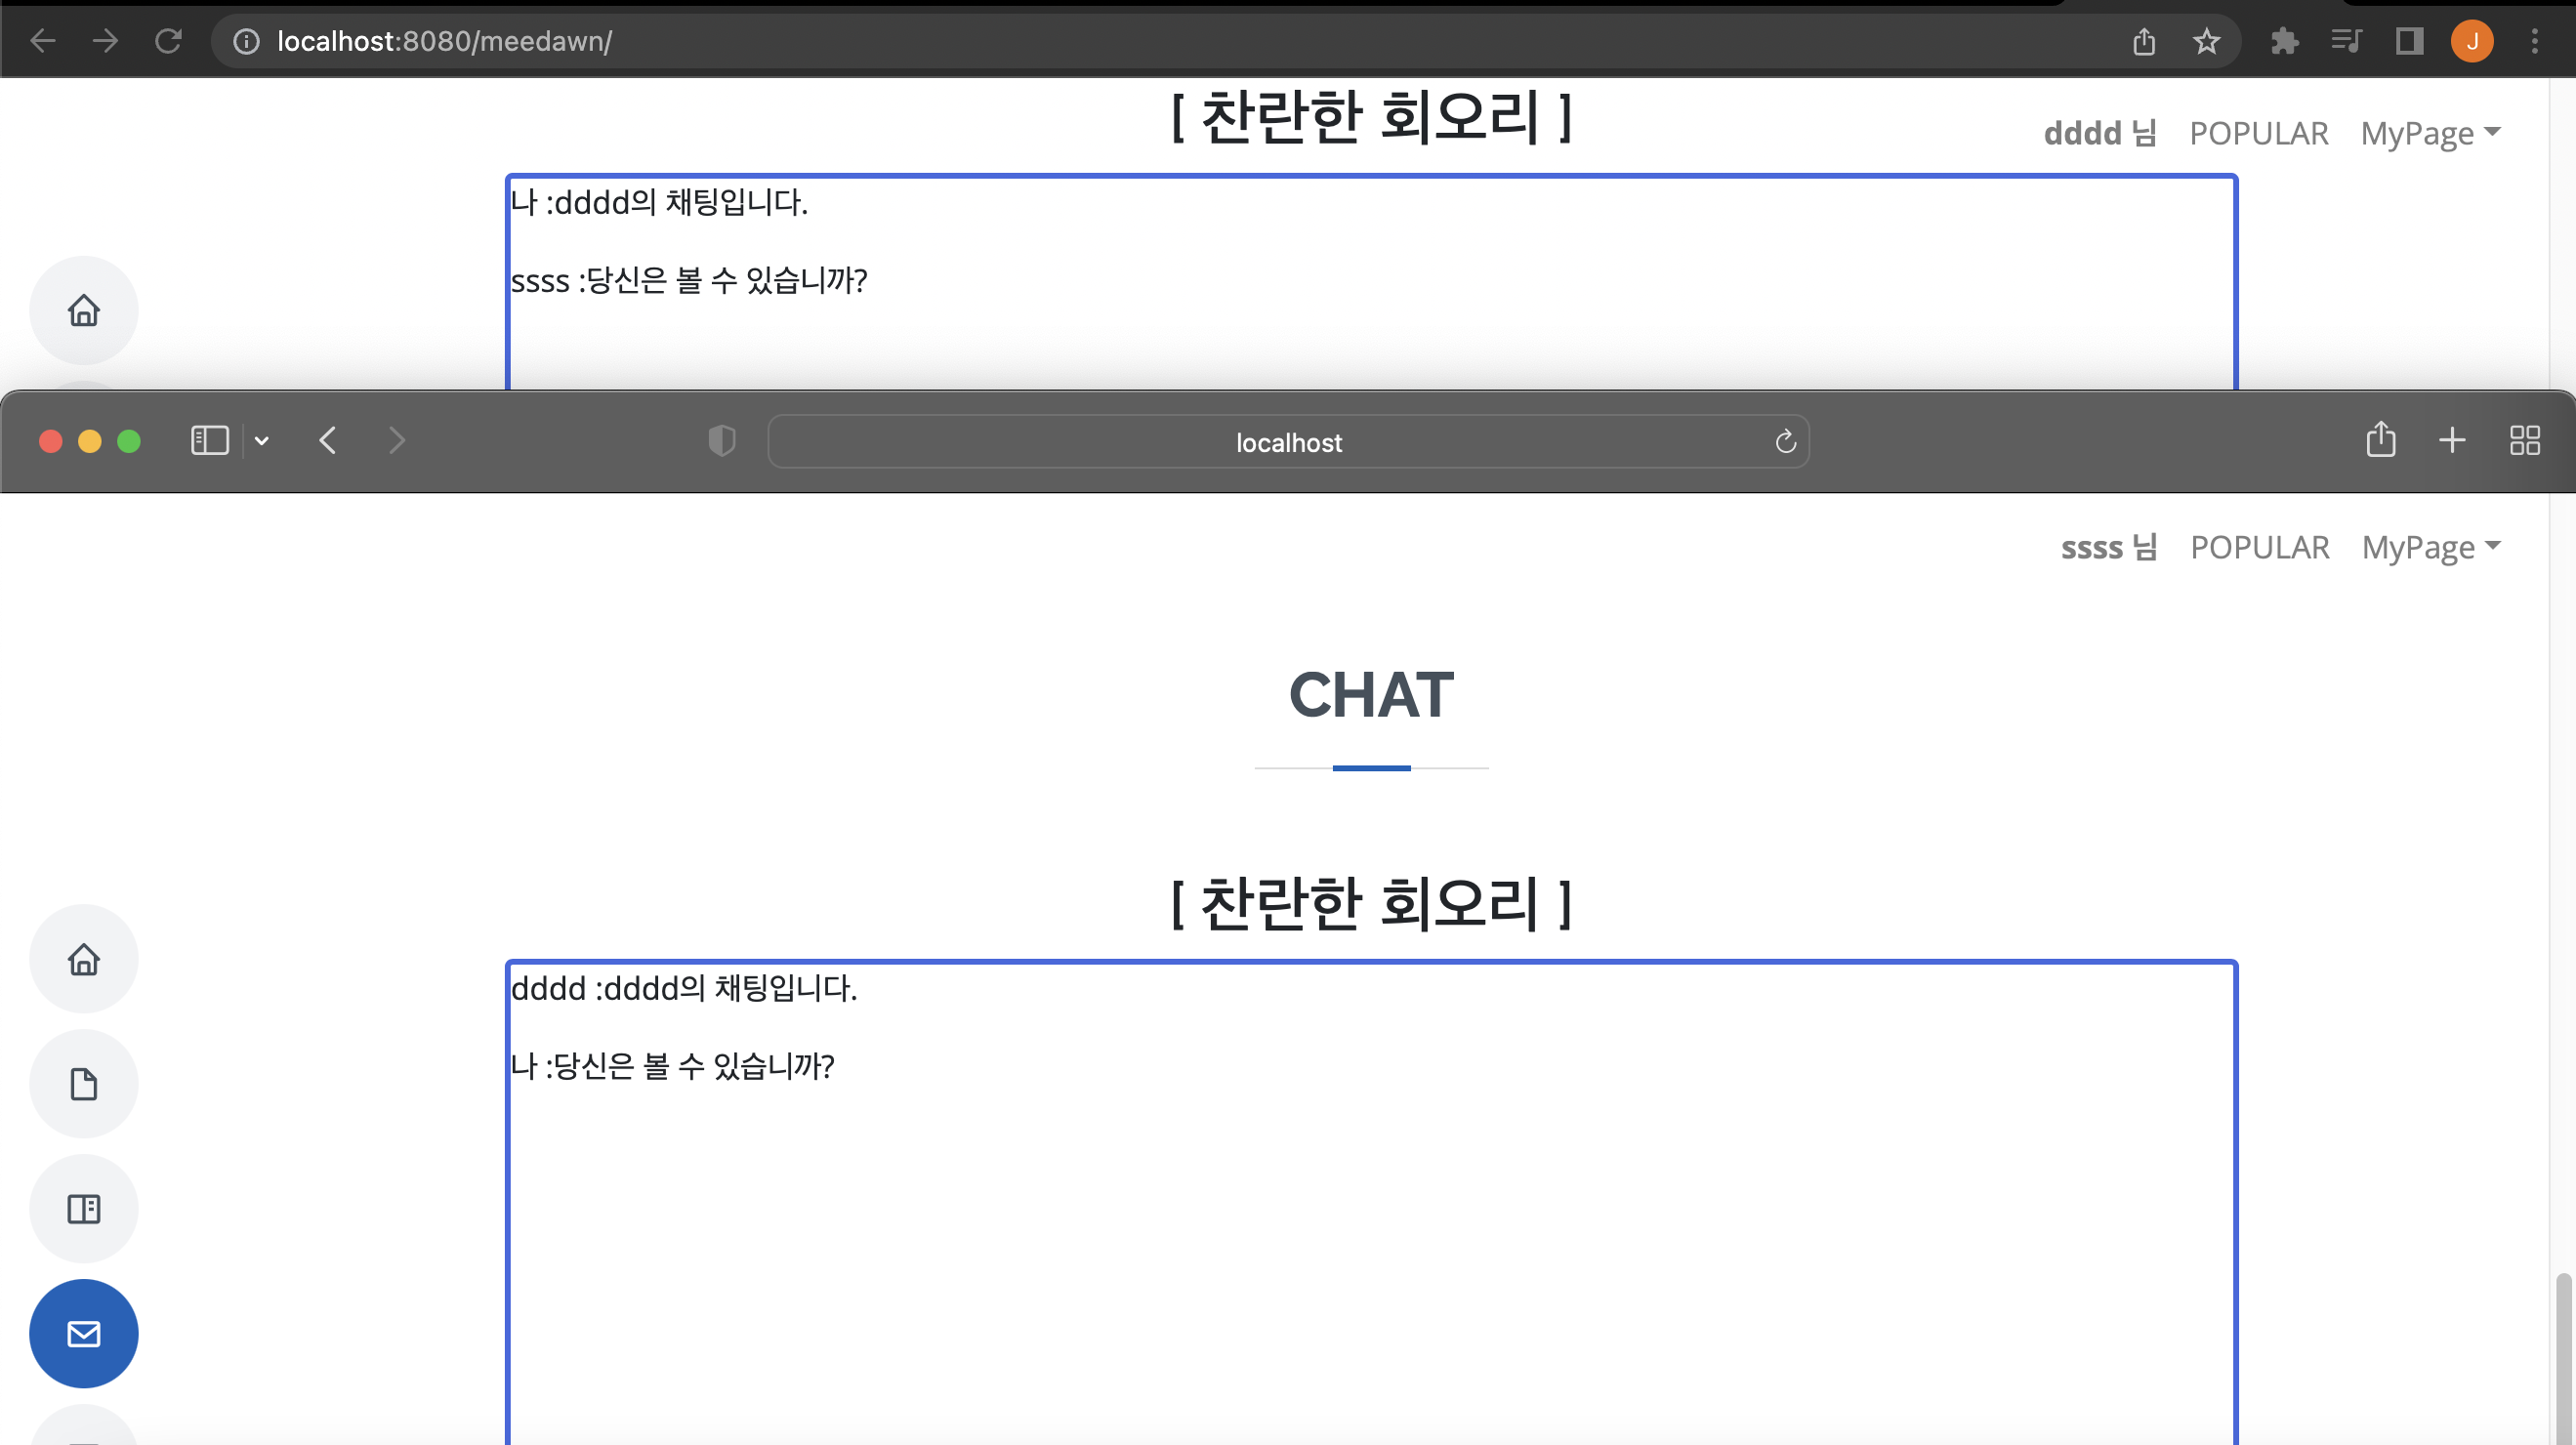 localhost:8080/meedawn/
J
[ 찬란한 회오리 ]
dddd 님 POPULAR MyPage
나 :dddd의 채팅입니다.
ssss :당신은 볼 수 있습니까?
localhost
ssss 님 POPULAR MyPage
CHAT
[ 찬란한 회오리 ]
dddd :dddd의 채팅입니다.
나 :당신은 볼 수 있습니까?